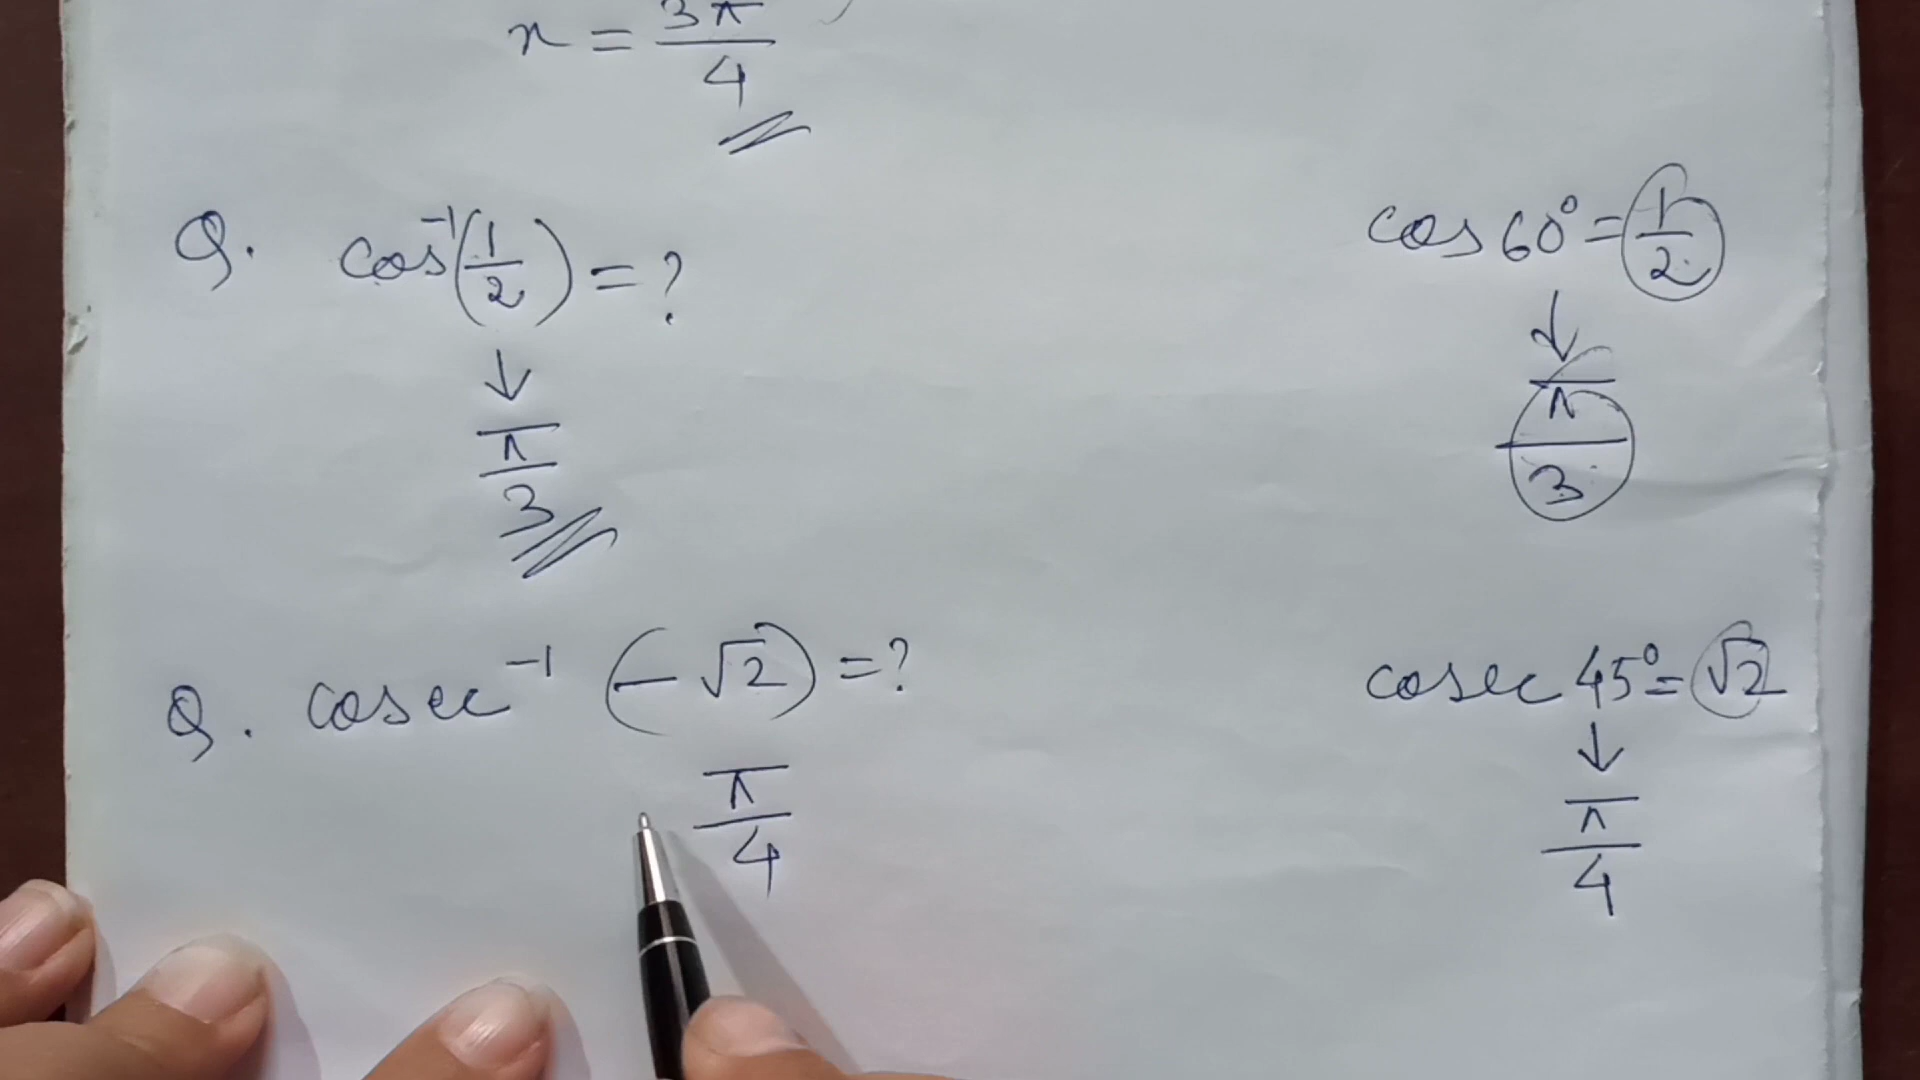 x = 3π/4
Q. cos⁻¹(1/2) = ?
↓
π/3
cos 60° = 1/2
↓
π/3
Q. cosec⁻¹ (−√2) = ?
π/4
cosec 45° = √2
↓
π/4